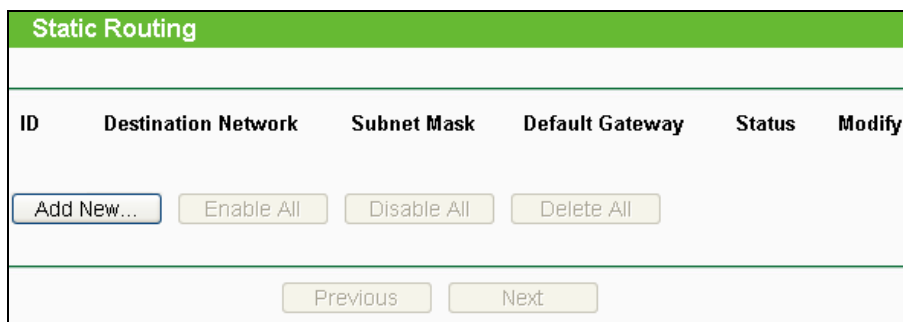 Static Routing
ID Destination Network Subnet Mask Default Gateway Status Modify
Add New... Enable All Disable All Delete All
Previous Next